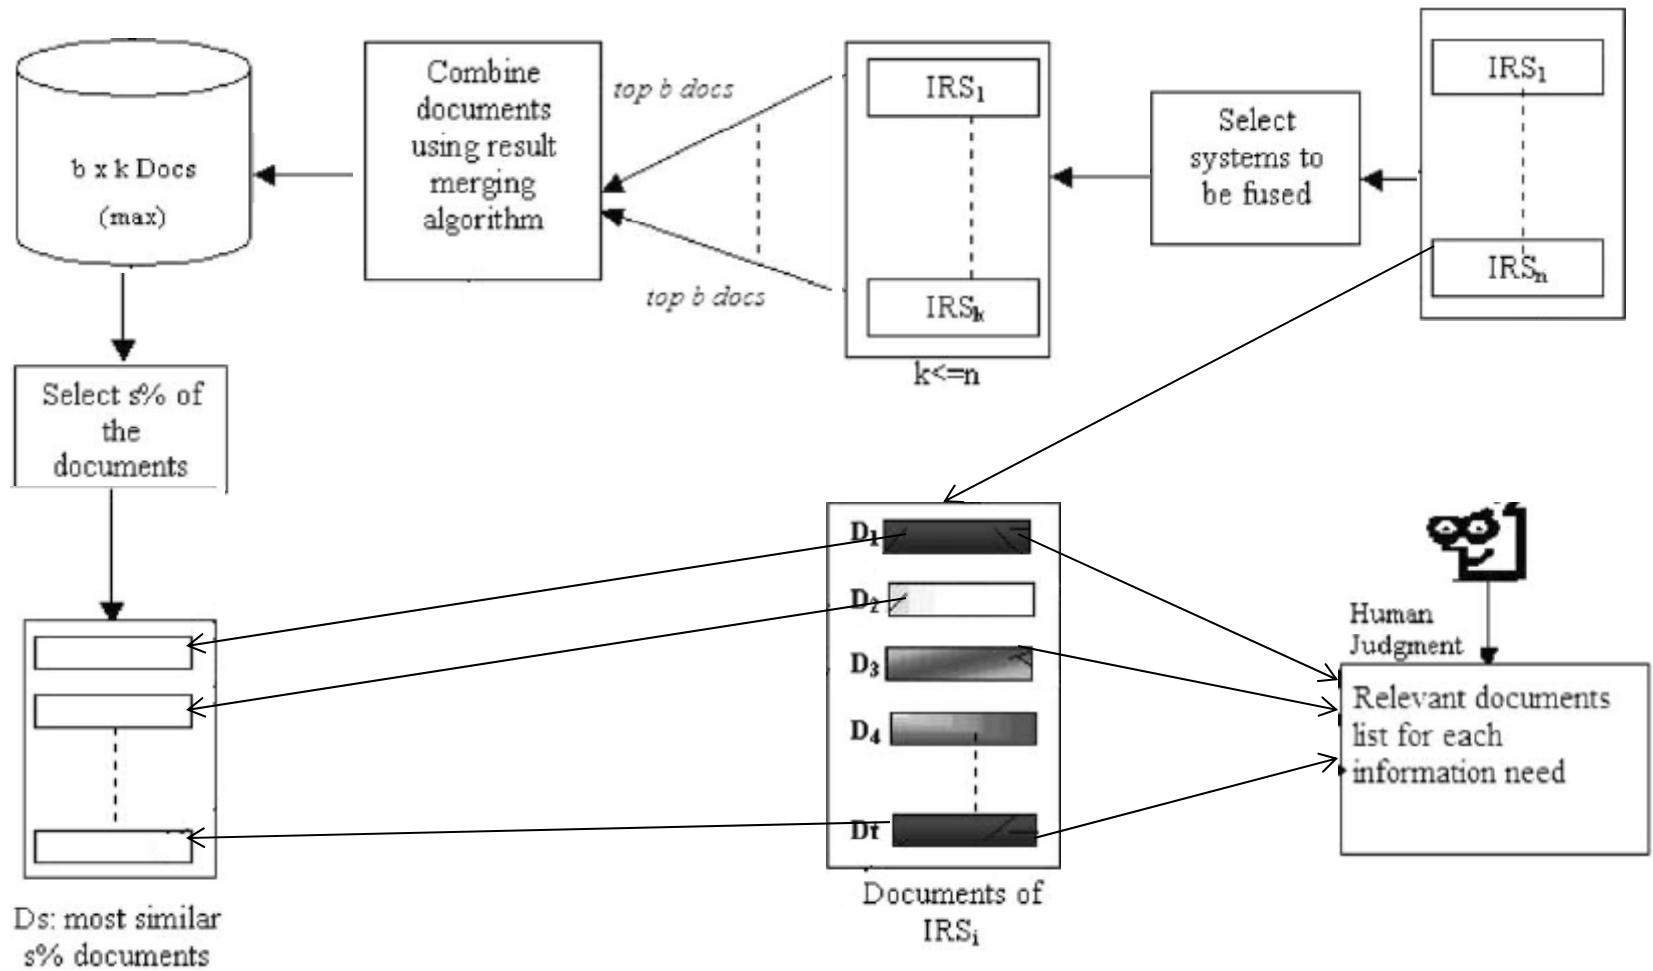 b x k Docs
(max)
Combine
documents
using result
merging
algorithm
top b docs
top b docs
IRS1
IRSk
k<=n
Select
systems to
be fused
IRS1
IRSn
Select s% of
the
documents
Ds: most similar
s% documents
D1
D2
D3
D4
Dt
Documents of
IRSi
Human
Judgment
Relevant documents
list for each
information need